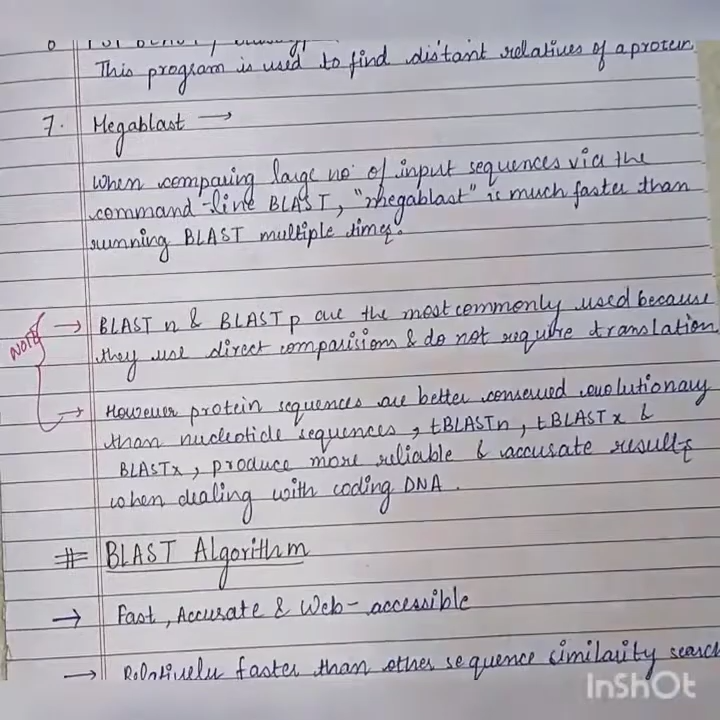 This program is used to find distant relatives of a protein.
7. Megablast →
When comparing large no. of input sequences via the
command-line BLAST, "megablast" is much faster than
running BLAST multiple times.
Note → BLAST n & BLAST p are the most commonly used because
they use direct comparisions & do not require translation
→ However protein sequences are better conserved evolutionary
than nucleotide sequences, tBLASTn, tBLASTx &
BLASTx, produce more reliable & accurate results
when dealing with coding DNA.
# BLAST Algorithm
→ Fast, Accurate & Web-accessible
→ Relatively faster than other sequence similarity search
InShOt